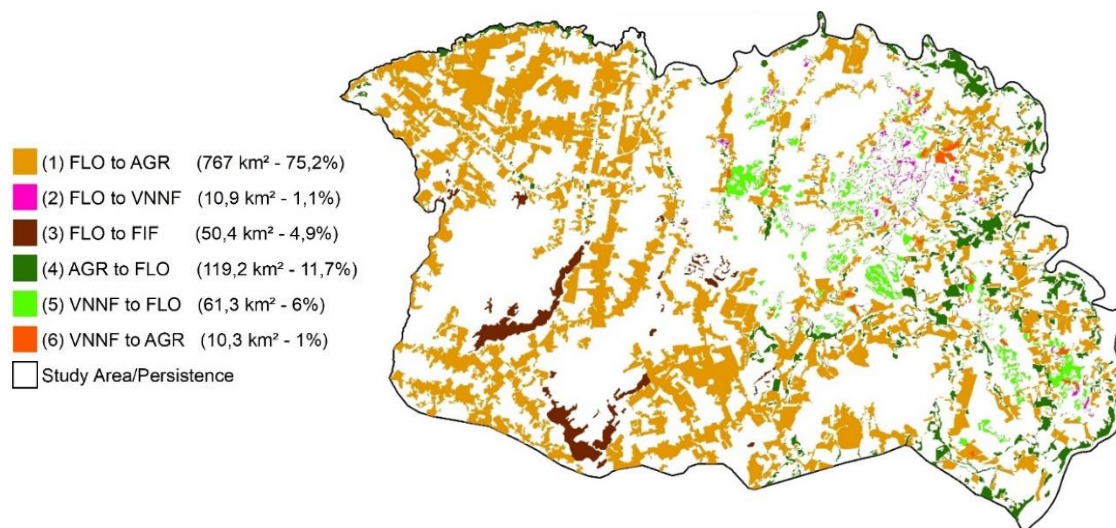 (1) FLO to AGR (767 km² - 75,2%)
(2) FLO to VNNF (10,9 km² - 1,1%)
(3) FLO to FIF (50,4 km² - 4,9%)
(4) AGR to FLO (119,2 km² - 11,7%)
(5) VNNF to FLO (61,3 km² - 6%)
(6) VNNF to AGR (10,3 km² - 1%)
Study Area/Persistence